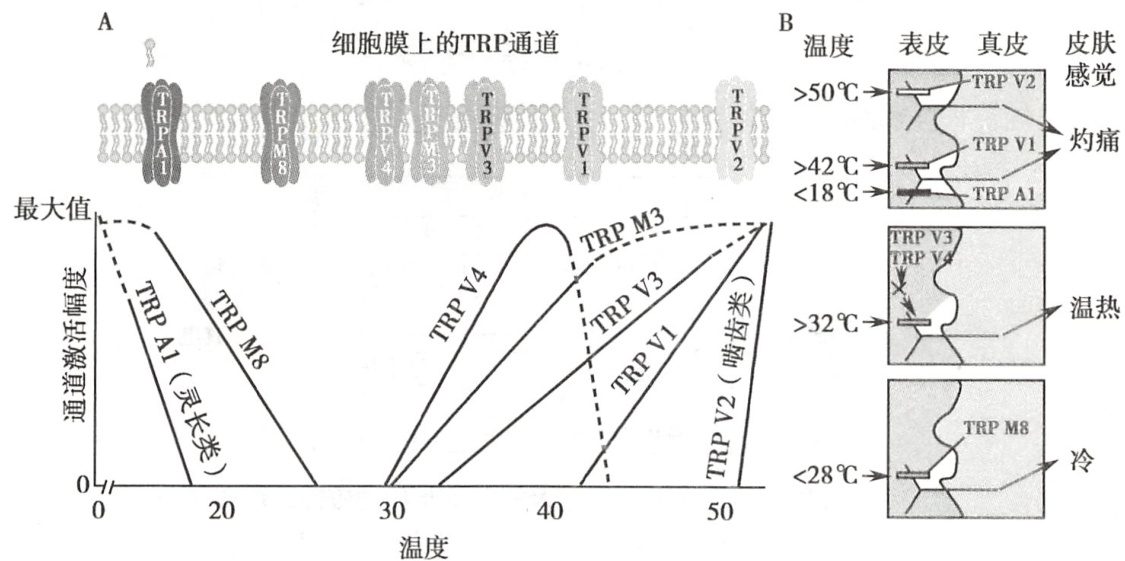 A
细胞膜上的TRP通道
TRPA1
TRPM8
TRPV4
TRPM3
TRPV3
TRPV1
TRPV2
最大值
通道激活幅度
0
TRP A1（灵长类）
TRP M8
TRP V4
TRP M3
TRP V3
TRP V1
TRP V2（啮齿类）
0 20 30 40 50
温度
B
温度 表皮 真皮 皮肤感觉
>50℃
TRP V2
>42℃
TRP V1
<18℃
TRP A1
灼痛
TRP V3
TRP V4
>32℃
温热
TRP M8
<28℃
冷